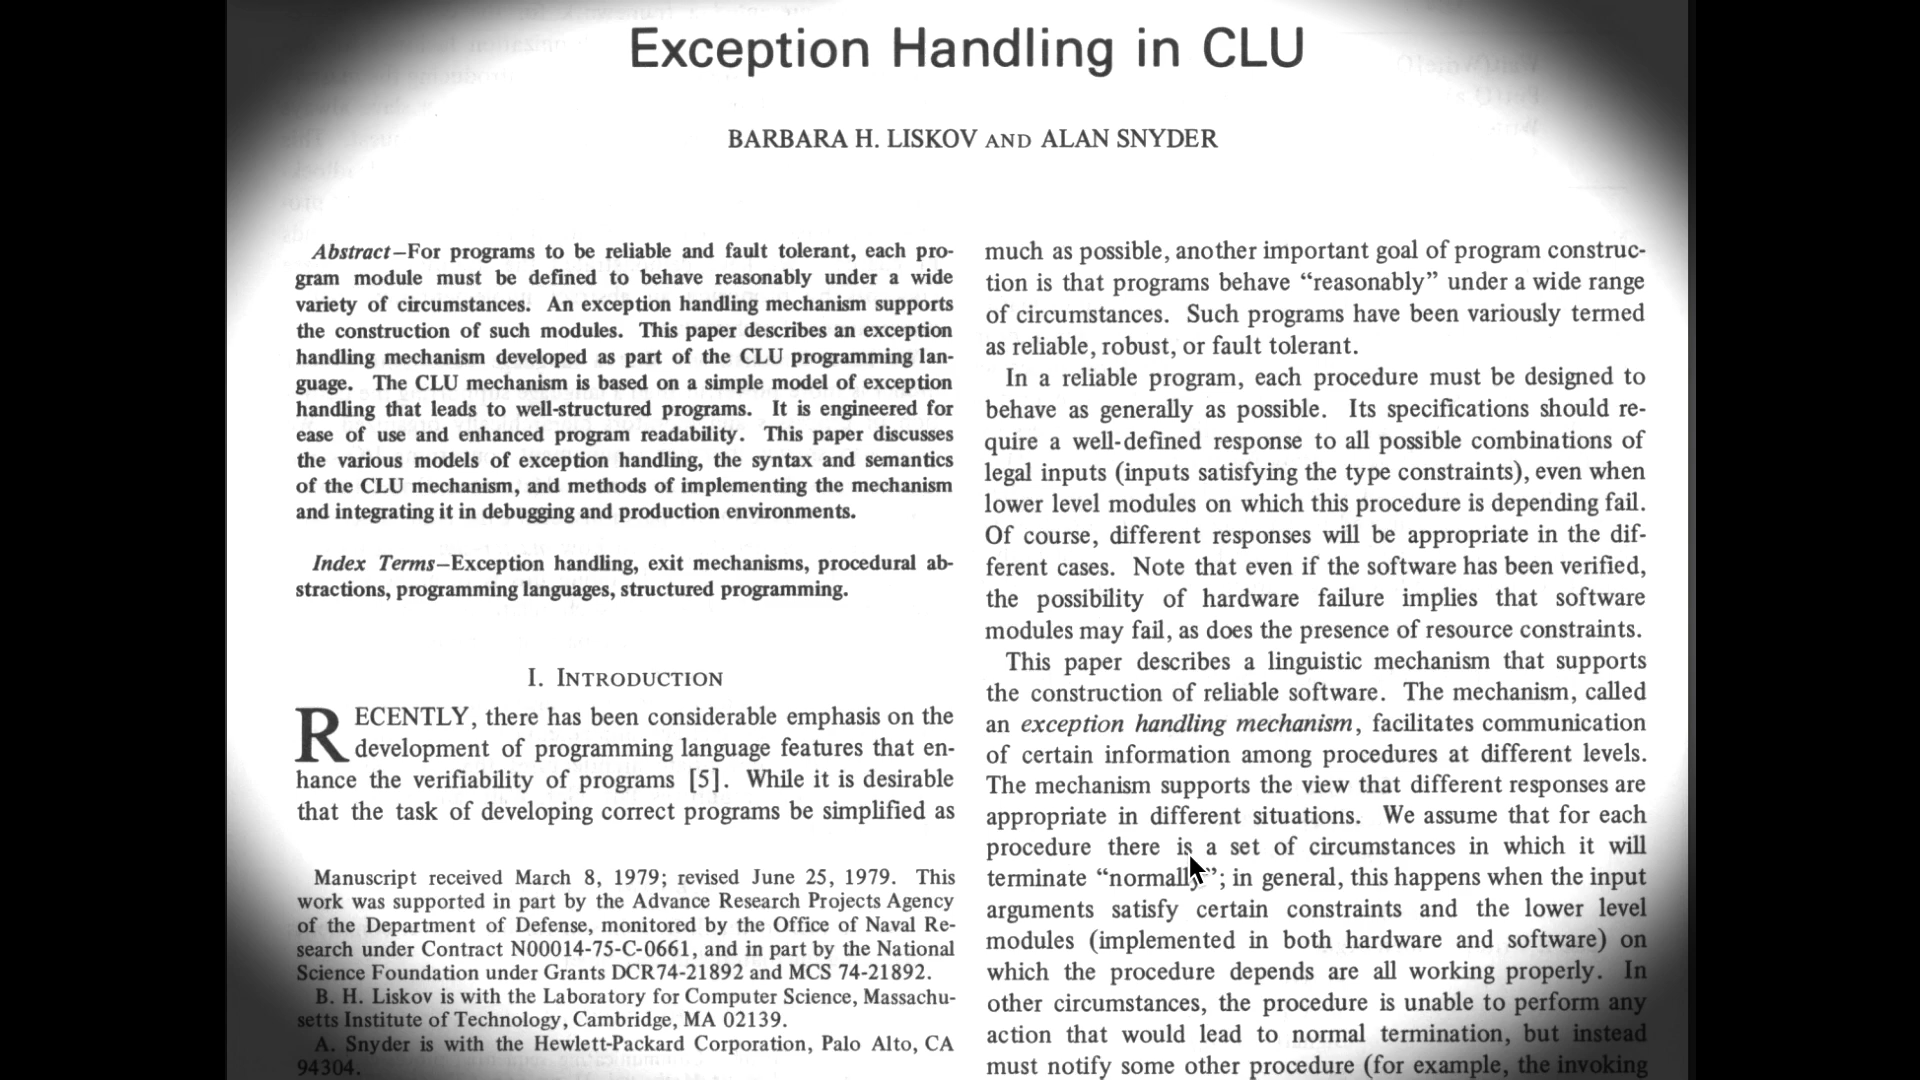 Exception Handling in CLU
BARBARA H. LISKOV AND ALAN SNYDER
Abstract—For programs to be reliable and fault tolerant, each pro-
gram module must be defined to behave reasonably under a wide
variety of circumstances. An exception handling mechanism supports
the construction of such modules. This paper describes an exception
handling mechanism developed as part of the CLU programming lan-
guage. The CLU mechanism is based on a simple model of exception
handling that leads to well-structured programs. It is engineered for
ease of use and enhanced program readability. This paper discusses
the various models of exception handling, the syntax and semantics
of the CLU mechanism, and methods of implementing the mechanism
and integrating it in debugging and production environments.
Index Terms—Exception handling, exit mechanisms, procedural ab-
stractions, programming languages, structured programming.
I. INTRODUCTION
RECENTLY, there has been considerable emphasis on the
development of programming language features that en-
hance the verifiability of programs [5]. While it is desirable
that the task of developing correct programs be simplified as
Manuscript received March 8, 1979; revised June 25, 1979. This
work was supported in part by the Advance Research Projects Agency
of the Department of Defense, monitored by the Office of Naval Re-
search under Contract N00014-75-C-0661, and in part by the National
Science Foundation under Grants DCR74-21892 and MCS 74-21892.
B. H. Liskov is with the Laboratory for Computer Science, Massachu-
setts Institute of Technology, Cambridge, MA 02139.
A. Snyder is with the Hewlett-Packard Corporation, Palo Alto, CA
94304.
much as possible, another important goal of program construc-
tion is that programs behave “reasonably” under a wide range
of circumstances. Such programs have been variously termed
as reliable, robust, or fault tolerant.
In a reliable program, each procedure must be designed to
behave as generally as possible. Its specifications should re-
quire a well-defined response to all possible combinations of
legal inputs (inputs satisfying the type constraints), even when
lower level modules on which this procedure is depending fail.
Of course, different responses will be appropriate in the dif-
ferent cases. Note that even if the software has been verified,
the possibility of hardware failure implies that software
modules may fail, as does the presence of resource constraints.
This paper describes a linguistic mechanism that supports
the construction of reliable software. The mechanism, called
an exception handling mechanism, facilitates communication
of certain information among procedures at different levels.
The mechanism supports the view that different responses are
appropriate in different situations. We assume that for each
procedure there is a set of circumstances in which it will
terminate “normally”; in general, this happens when the input
arguments satisfy certain constraints and the lower level
modules (implemented in both hardware and software) on
which the procedure depends are all working properly. In
other circumstances, the procedure is unable to perform any
action that would lead to normal termination, but instead
must notify some other procedure (for example, the invoking